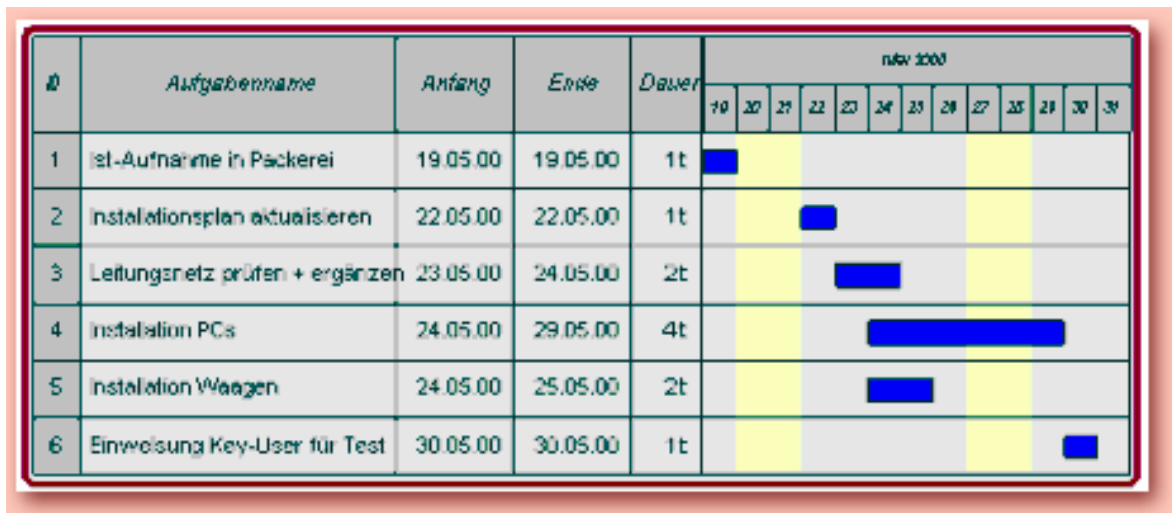 ID Aufgabenname Anfang Ende Dauer Mai 2000
19 20 21 22 23 24 25 26 27 28 29 30 31
1 Ist-Aufnahme in Packerei 19.05.00 19.05.00 1t
2 Installationsplan aktualisieren 22.05.00 22.05.00 1t
3 Leitungsnetz prüfen + ergänzen 23.05.00 24.05.00 2t
4 Installation PCs 24.05.00 29.05.00 4t
5 Installation Waagen 24.05.00 25.05.00 2t
6 Einweisung Key-User für Test 30.05.00 30.05.00 1t